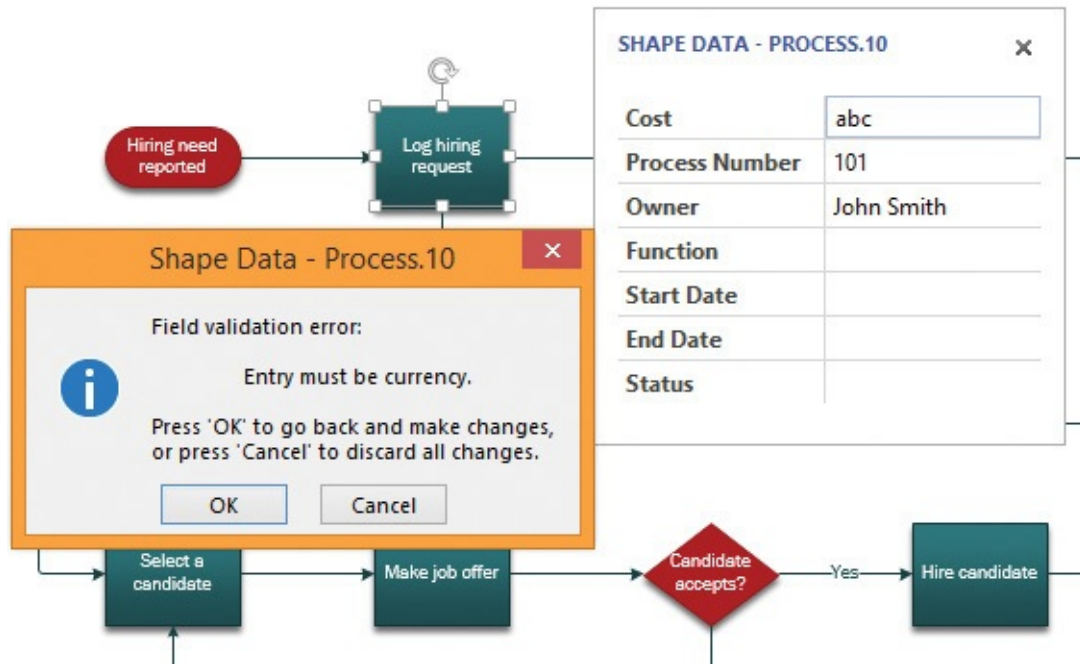 SHAPE DATA - PROCESS.10
Hiring need
reported
Log hiring
request
Cost abc
Process Number 101
Owner John Smith
Function
Start Date
End Date
Status
Shape Data - Process.10
Field validation error:
Entry must be currency.
Press 'OK' to go back and make changes,
or press 'Cancel' to discard all changes.
OK Cancel
Select a
candidate
Make job offer
Candidate
accepts?
Yes
Hire candidate